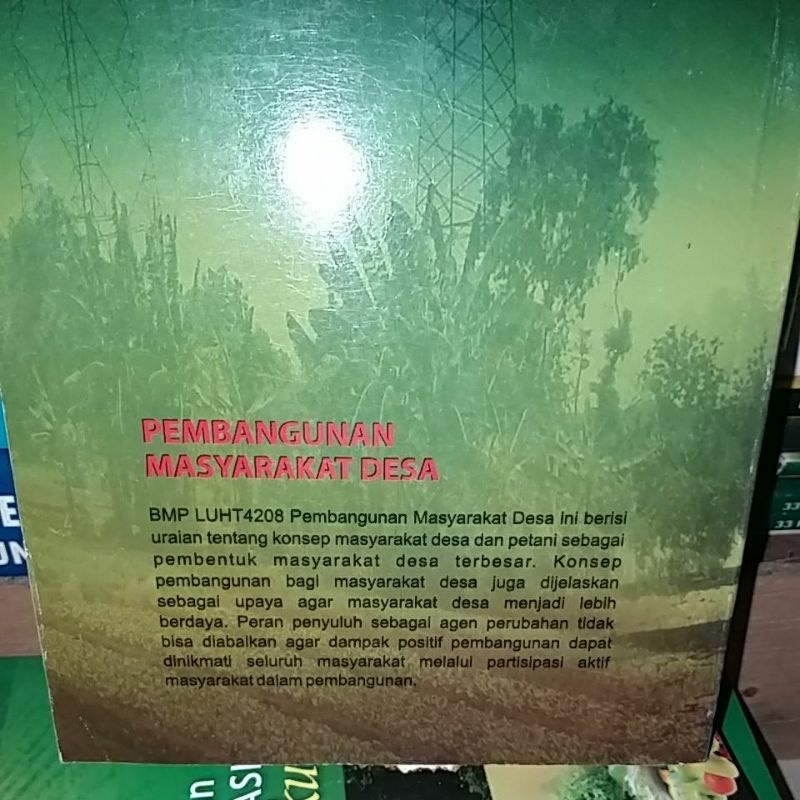 PEMBANGUNAN
MASYARAKAT DESA
BMP LUHT4208 Pembangunan Masyarakat Desa ini berisi
uraian tentang konsep masyarakat desa dan petani sebagai
pembentuk masyarakat desa terbesar. Konsep
pembangunan bagi masyarakat desa juga dijelaskan
sebagai upaya agar masyarakat desa menjadi lebih
berdaya. Peran penyuluh sebagai agen perubahan tidak
bisa diabaikan agar dampak positif pembangunan dapat
dinikmati seluruh masyarakat melalui partisipasi aktif
masyarakat dalam pembangunan.